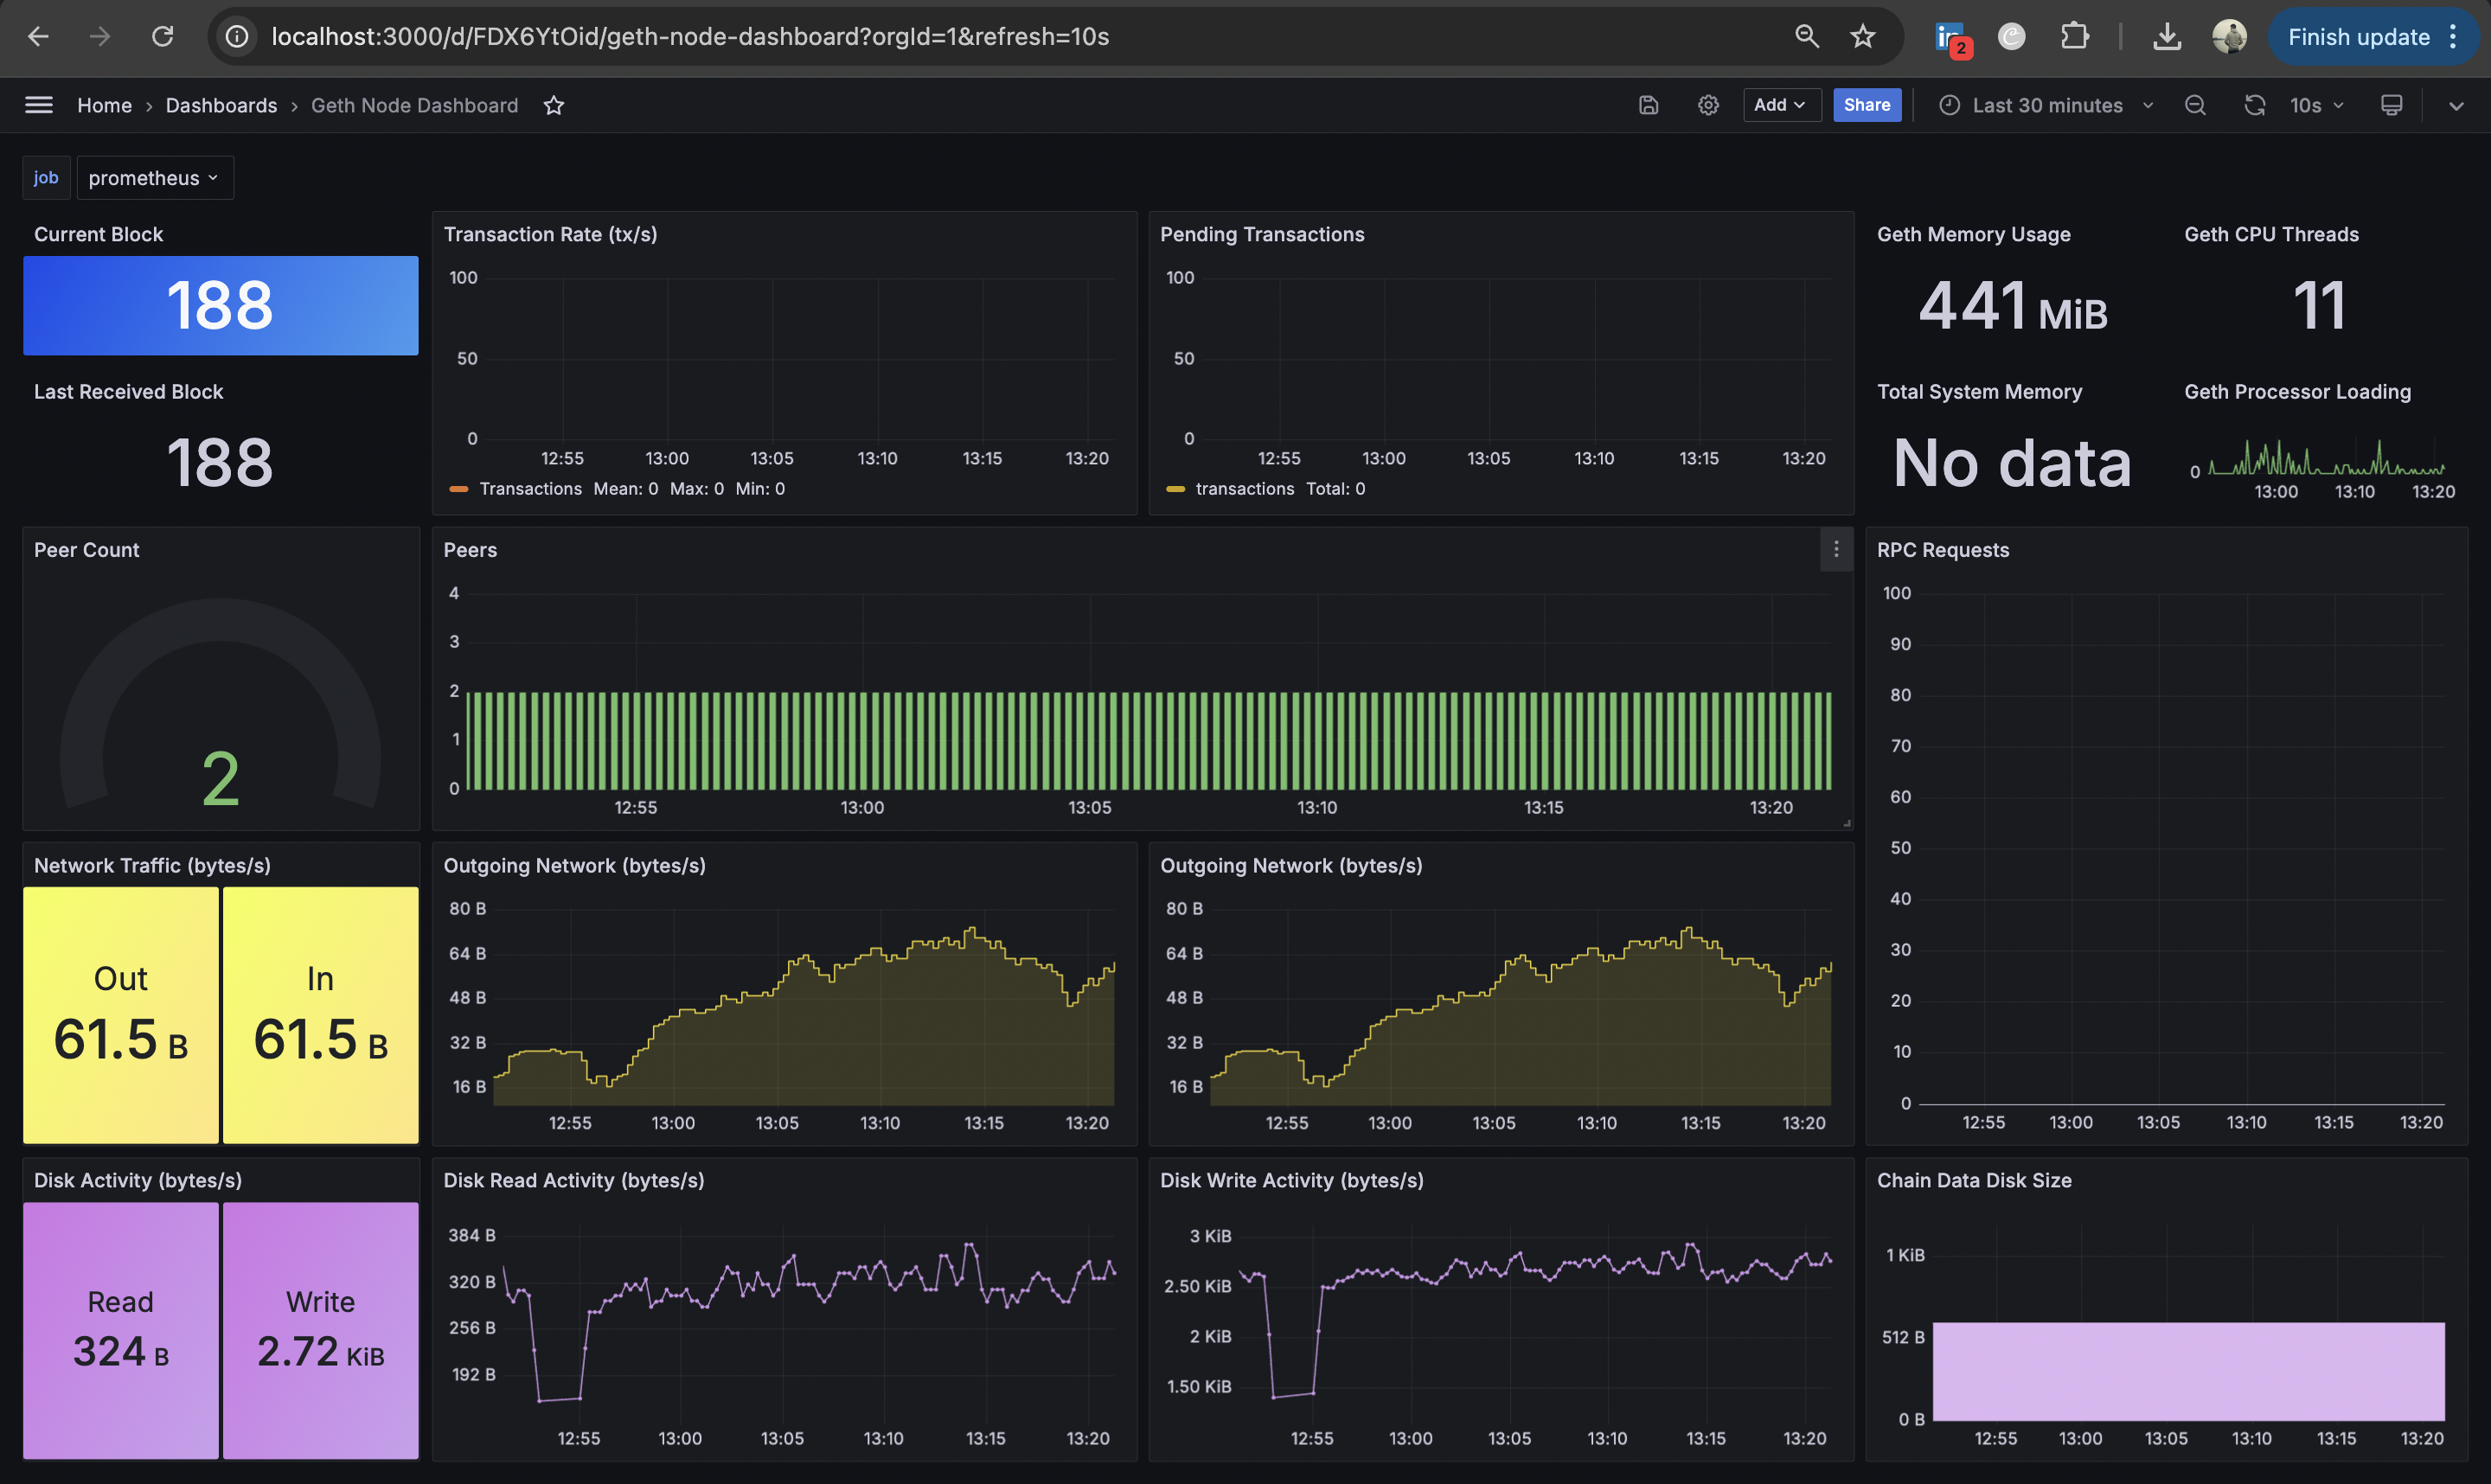 localhost:3000/d/FDX6YtOid/geth-node-dashboard?orgId=1&refresh=10s
in
2
Finish update
Home › Dashboards › Geth Node Dashboard
Add
Share
Last 30 minutes
10s
job
prometheus
Current Block
188
Last Received Block
188
Transaction Rate (tx/s)
100
50
0
12:55 13:00 13:05 13:10 13:15 13:20
Transactions Mean: 0 Max: 0 Min: 0
Pending Transactions
100
50
0
12:55 13:00 13:05 13:10 13:15 13:20
transactions Total: 0
Geth Memory Usage
441 MiB
Geth CPU Threads
11
Total System Memory
No data
Geth Processor Loading
0
13:00 13:10 13:20
Peer Count
2
Peers
4
3
2
1
0
12:55 13:00 13:05 13:10 13:15 13:20
RPC Requests
100
90
80
70
60
50
40
30
20
10
0
12:55 13:00 13:05 13:10 13:15 13:20
Network Traffic (bytes/s)
Out
61.5 B
In
61.5 B
Outgoing Network (bytes/s)
80 B
64 B
48 B
32 B
16 B
12:55 13:00 13:05 13:10 13:15 13:20
Outgoing Network (bytes/s)
80 B
64 B
48 B
32 B
16 B
12:55 13:00 13:05 13:10 13:15 13:20
Disk Activity (bytes/s)
Read
324 B
Write
2.72 KiB
Disk Read Activity (bytes/s)
384 B
320 B
256 B
192 B
12:55 13:00 13:05 13:10 13:15 13:20
Disk Write Activity (bytes/s)
3 KiB
2.50 KiB
2 KiB
1.50 KiB
12:55 13:00 13:05 13:10 13:15 13:20
Chain Data Disk Size
1 KiB
512 B
0 B
12:55 13:00 13:05 13:10 13:15 13:20